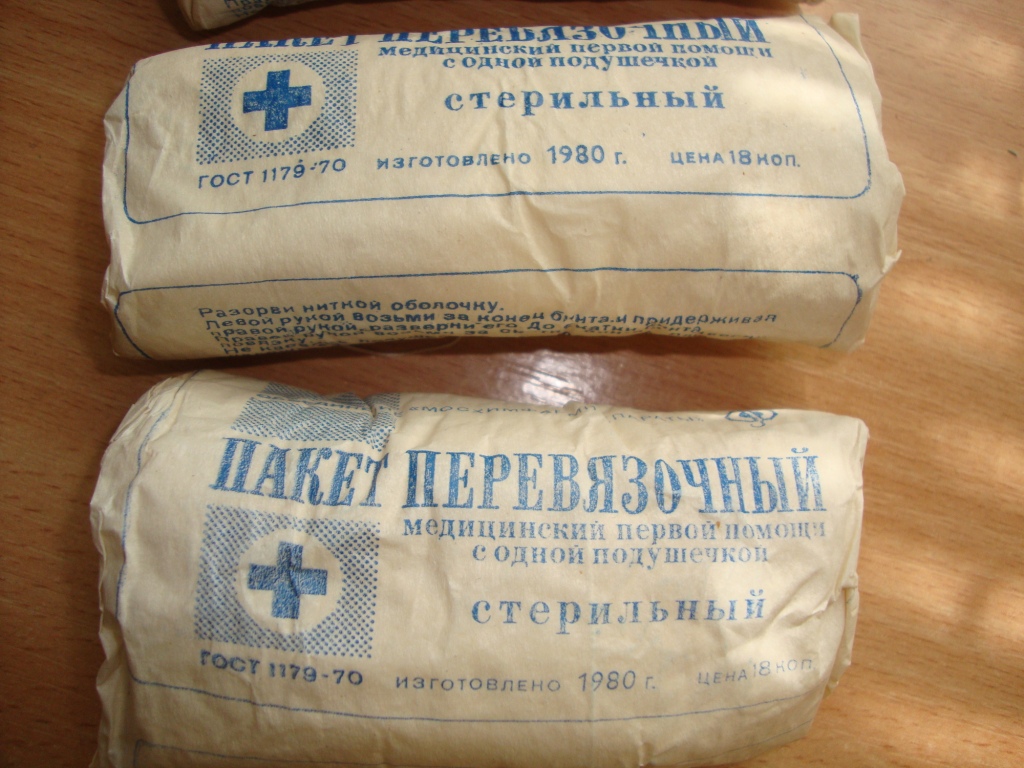 ПАКЕТ ПЕРЕВЯЗОЧНЫЙ
медицинский первой помощи
с одной подушечкой
стерильный
ГОСТ 1179-70 ИЗГОТОВЛЕНО 1980 г. ЦЕНА 18 КОП.
Разорви ниткой оболочку.
Левой рукой возьми за конец бинта и придерживая
правой рукой разверни его до
ПАКЕТ ПЕРЕВЯЗОЧНЫЙ
медицинский первой помощи
с одной подушечкой
стерильный
ГОСТ 1179-70 ИЗГОТОВЛЕНО 1980 г. ЦЕНА 18 КОП.